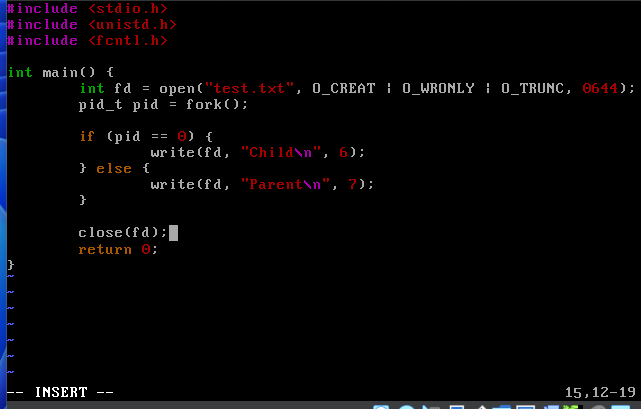 #include <stdio.h>
#include <unistd.h>
#include <fcntl.h>

int main() {
        int fd = open("test.txt", O_CREAT | O_WRONLY | O_TRUNC, 0644);
        pid_t pid = fork();

        if (pid == 0) {
                write(fd, "Child\n", 6);
        } else {
                write(fd, "Parent\n", 7);
        }

        close(fd);
        return 0;
}
~
~
~
~
~
~
-- INSERT --                                                  15,12-19